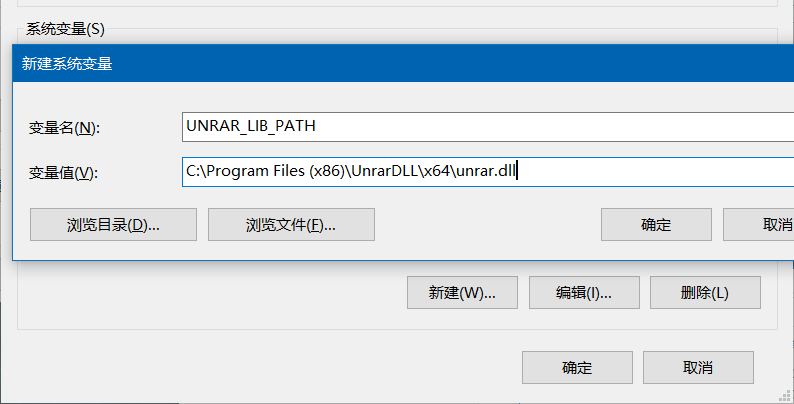 系统变量(S)
新建系统变量
变量名(N):
UNRAR_LIB_PATH
变量值(V):
C:\Program Files (x86)\UnrarDLL\x64\unrar.dll
浏览目录(D)...
浏览文件(F)...
确定
取消
新建(W)...
编辑(I)...
删除(L)
确定
取消